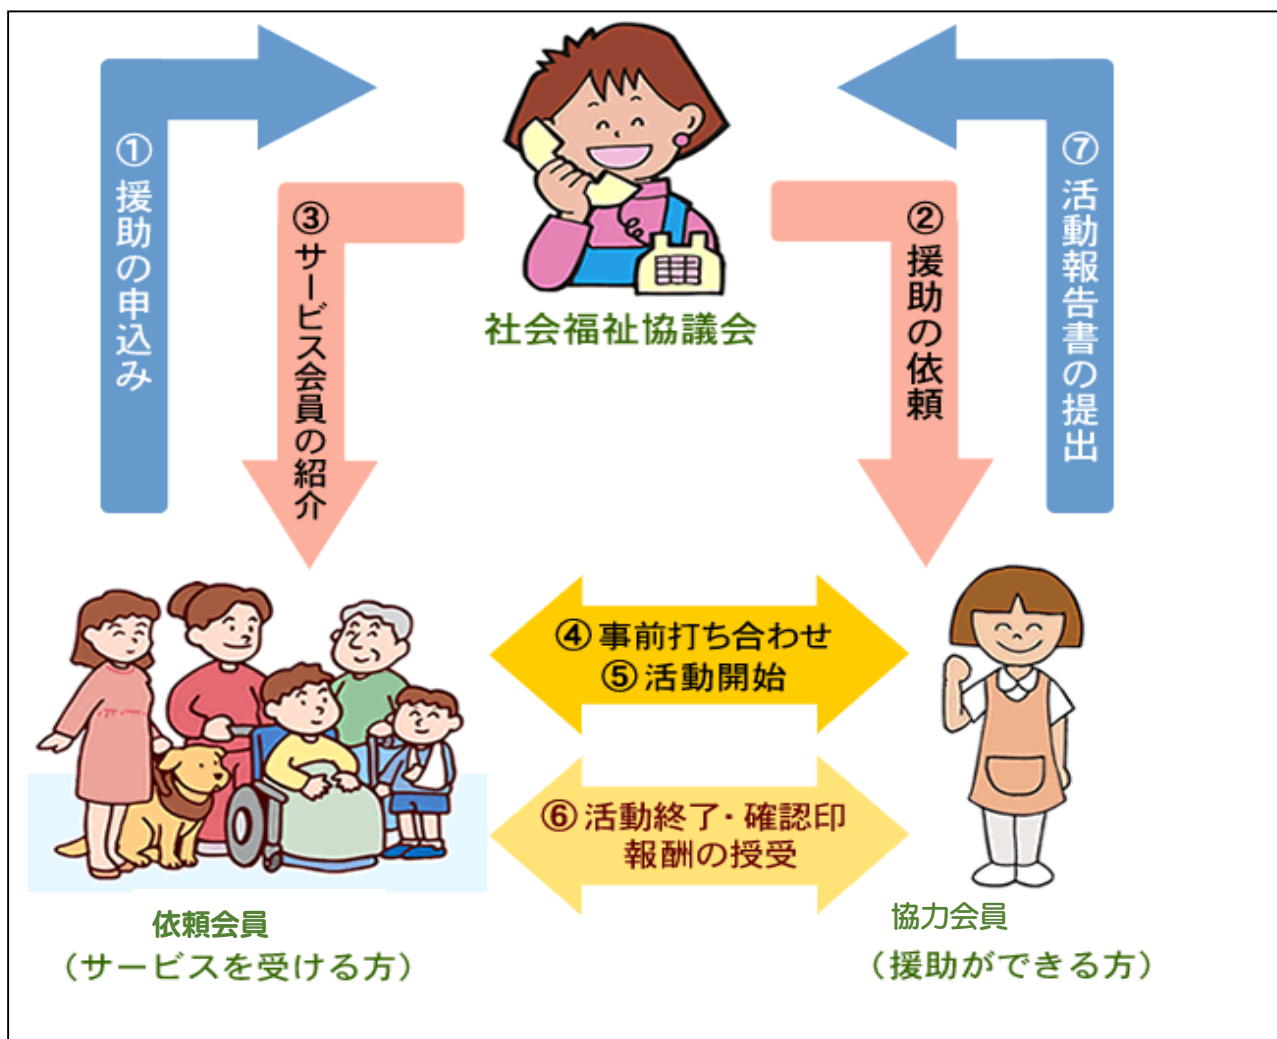 ①援助の申込み
③サービス会員の紹介
社会福祉協議会
②援助の依頼
⑦活動報告書の提出
④事前打ち合わせ
⑤活動開始
⑥活動終了・確認印
報酬の授受
依頼会員
（サービスを受ける方）
協力会員
（援助ができる方）